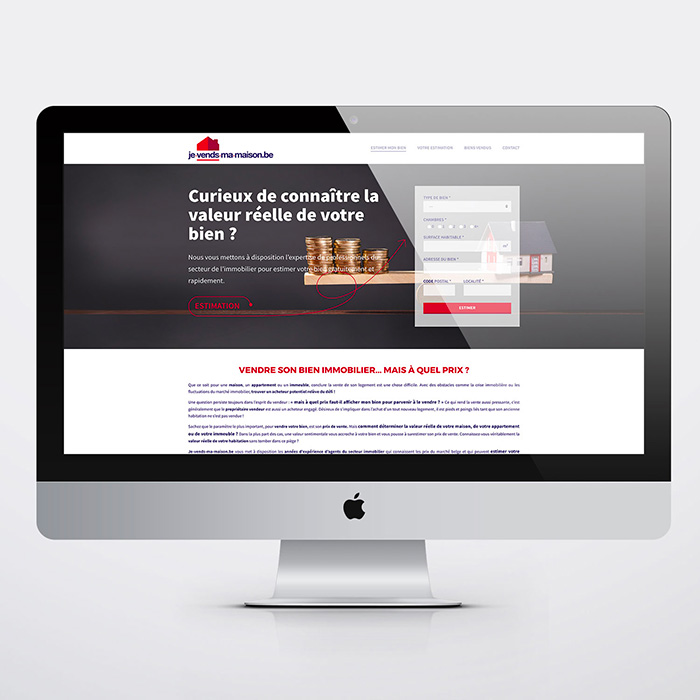 je·vends·ma·maison.be
ESTIMER MON BIEN VOTRE ESTIMATION BIENS VENDUS CONTACT
Curieux de connaître la
valeur réelle de votre
bien ?
Nous vous mettons à disposition l'expertise de professionnels du
secteur de l'immobilier pour estimer votre bien gratuitement et
rapidement.
ESTIMATION
TYPE DE BIEN *
CHAMBRES *
SURFACE HABITABLE *
ADRESSE DU BIEN *
CODE POSTAL * LOCALITÉ *
ESTIMER
VENDRE SON BIEN IMMOBILIER... MAIS À QUEL PRIX ?
Que ce soit pour une maison, un appartement ou un immeuble, conclure la vente de son logement est une chose difficile. Avec des obstacles comme la crise immobilière ou les
fluctuations du marché immobilier, trouver un acheteur potentiel relève du défi !
Une question persiste toujours dans l'esprit du vendeur : « mais à quel prix faut-il afficher mon bien pour parvenir à le vendre ? » Ce qui rend la vente aussi pressante, c'est
généralement que le propriétaire vendeur est aussi un acheteur engagé. Désireux de s'impliquer dans l'achat d'un tout nouveau logement, il est pieds et poings liés tant que son ancienne
habitation ne s'est pas vendue !
Sachez que le paramètre le plus important, pour vendre votre bien, est son prix de vente. Mais comment déterminer la valeur réelle de votre maison, de votre appartement
ou de votre immeuble ? Dans la plupart des cas, une valeur sentimentale vous accroche à votre bien et vous pousse à surestimer son prix de vente. Connaissez-vous véritablement la
valeur réelle de votre habitation sans tomber dans ce piège ?
Je-vends-ma-maison.be vous met à disposition les années d'expérience d'agents du secteur immobilier qui connaissent les prix du marché belge et qui peuvent estimer votre